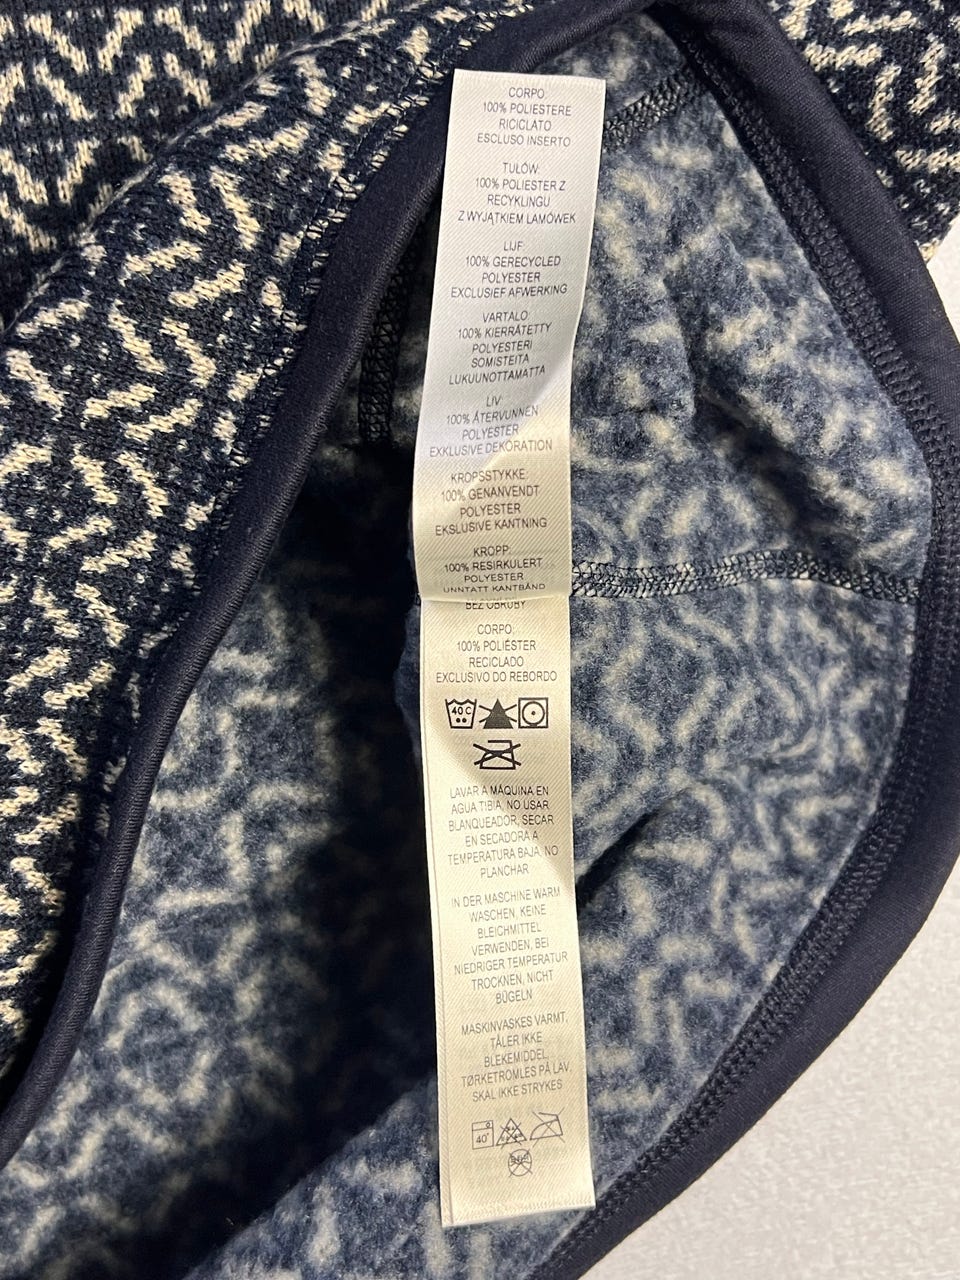 CORPO:
100% POLIESTERE
RICICLATO
ESCLUSO INSERTO
TUŁÓW:
100% POLIESTER Z
RECYKLINGU
Z WYJĄTKIEM LAMÓWEK
LIJF:
100% GERECYCLED
POLYESTER
EXCLUSIEF AFWERKING
VARTALO:
100% KIERRÄTETTY
POLYESTERI
SOMISTEITA
LUKUUNOTTAMATTA
LIV:
100% ÅTERVUNNEN
POLYESTER
EXKLUSIVE DEKORATION
KROPSSTYKKE:
100% GENANVENDT
POLYESTER
EKSLUSIVE KANTNING
KROPP:
100% RESIRKULERT
POLYESTER
UNNTATT KANTBÅND
BEZ OBRUBY
CORPO:
100% POLIÉSTER
RECICLADO
EXCLUSIVO DO REBORDO
40 C
LAVAR A MÁQUINA EN
AGUA TIBIA, NO USAR
BLANQUEADOR, SECAR
EN SECADORA A
TEMPERATURA BAJA, NO
PLANCHAR
IN DER MASCHINE WARM
WASCHEN, KEINE
BLEICHMITTEL
VERWENDEN, BEI
NIEDRIGER TEMPERATUR
TROCKNEN, NICHT
BÜGELN
MASKINVASKES VARMT,
TÅLER IKKE
BLEKEMIDDEL,
TØRKETROMLES PÅ LAV,
SKAL IKKE STRYKES
40°